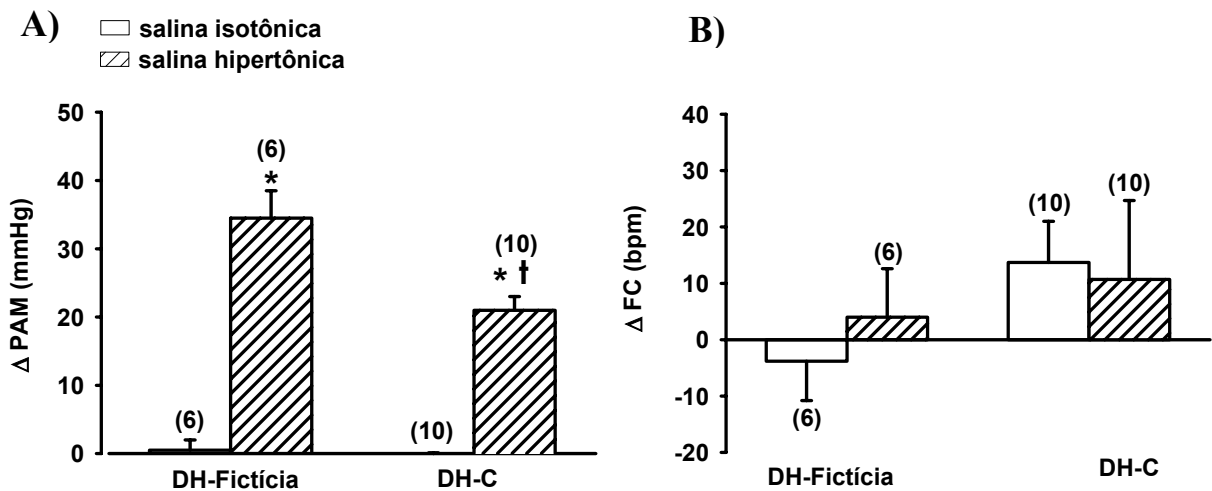 A)
salina isotônica
salina hipertônica
Δ PAM (mmHg)
50
40
30
20
10
0
(6)
(6)
*
(10)
(10)
* †
DH-Fictícia
DH-C
B)
Δ FC (bpm)
40
30
20
10
0
-10
-20
(6)
(6)
(10)
(10)
DH-Fictícia
DH-C